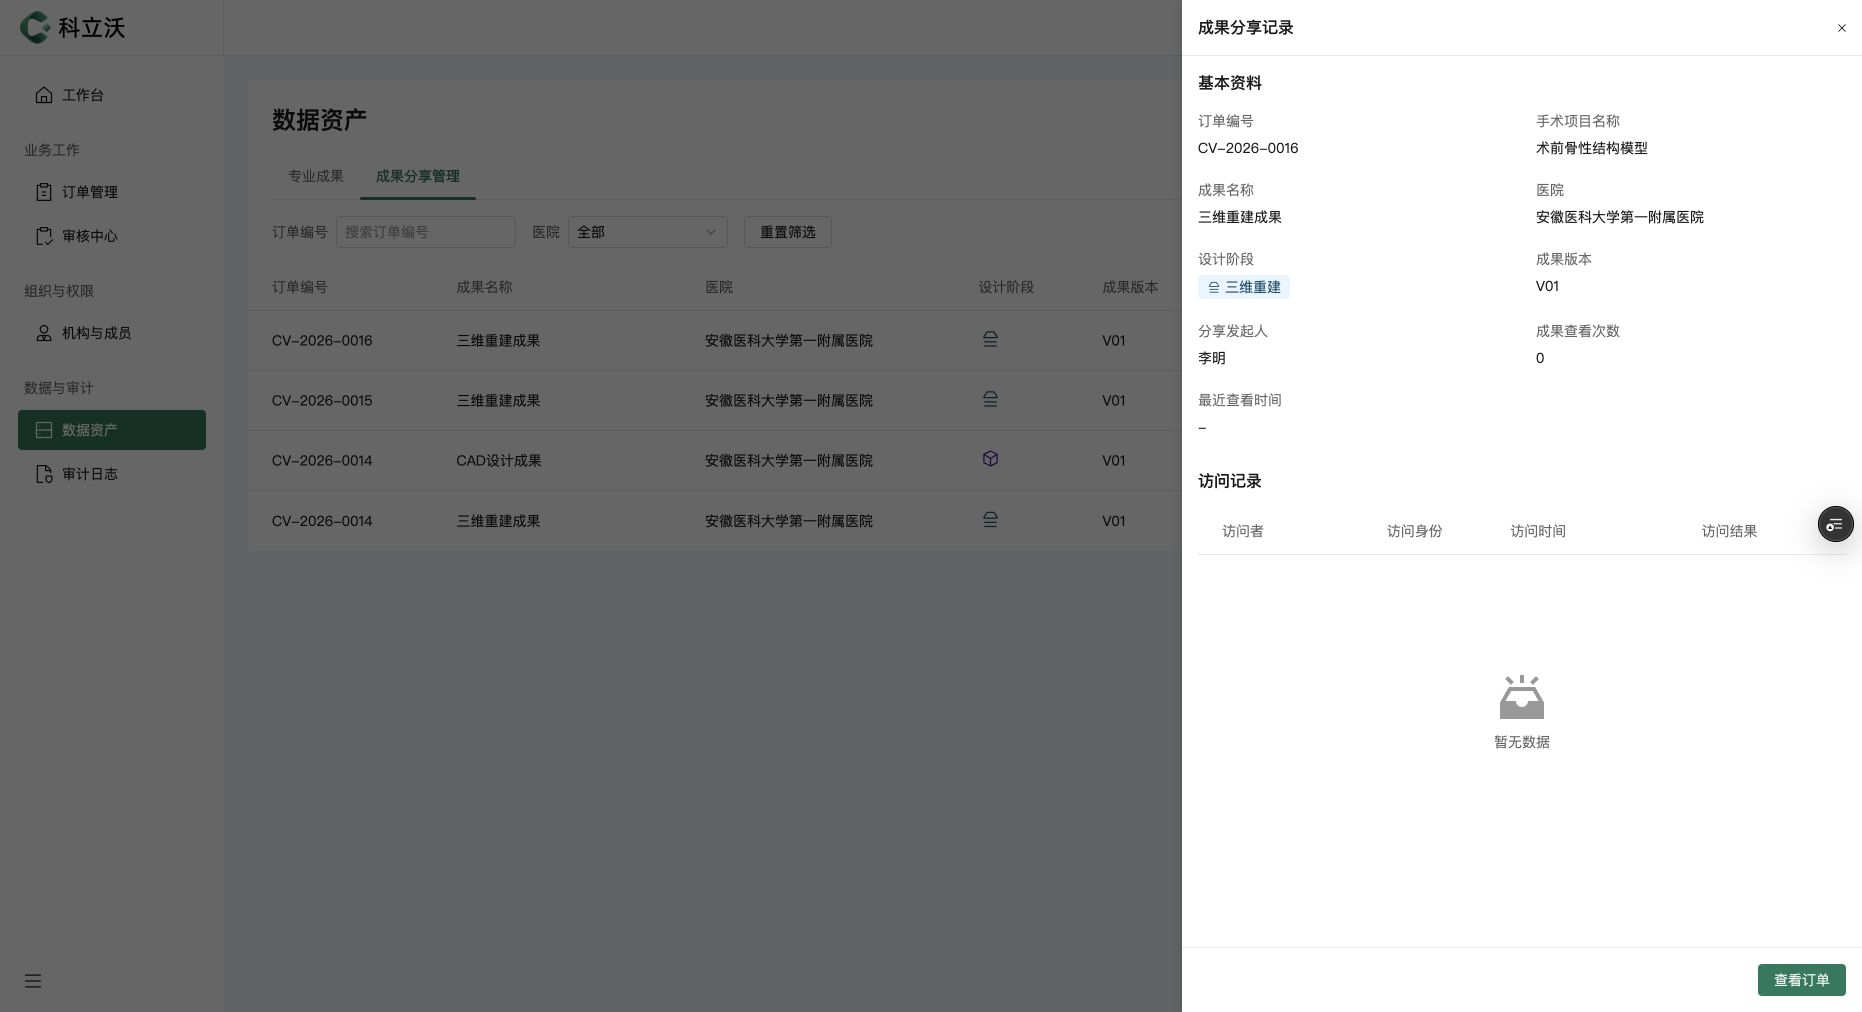 科立沃
工作台
业务工作
订单管理
审核中心
组织与权限
机构与成员
数据与审计
数据资产
审计日志
数据资产
专业成果 成果分享管理
订单编号 搜索订单编号 医院 全部 重置筛选
订单编号 成果名称 医院 设计阶段 成果版本
CV-2026-0016 三维重建成果 安徽医科大学第一附属医院 V01
CV-2026-0015 三维重建成果 安徽医科大学第一附属医院 V01
CV-2026-0014 CAD设计成果 安徽医科大学第一附属医院 V01
CV-2026-0014 三维重建成果 安徽医科大学第一附属医院 V01
成果分享记录
基本资料
订单编号 手术项目名称
CV-2026-0016 术前骨性结构模型
成果名称 医院
三维重建成果 安徽医科大学第一附属医院
设计阶段 成果版本
三维重建 V01
分享发起人 成果查看次数
李明 0
最近查看时间
-
访问记录
访问者 访问身份 访问时间 访问结果
暂无数据
查看订单